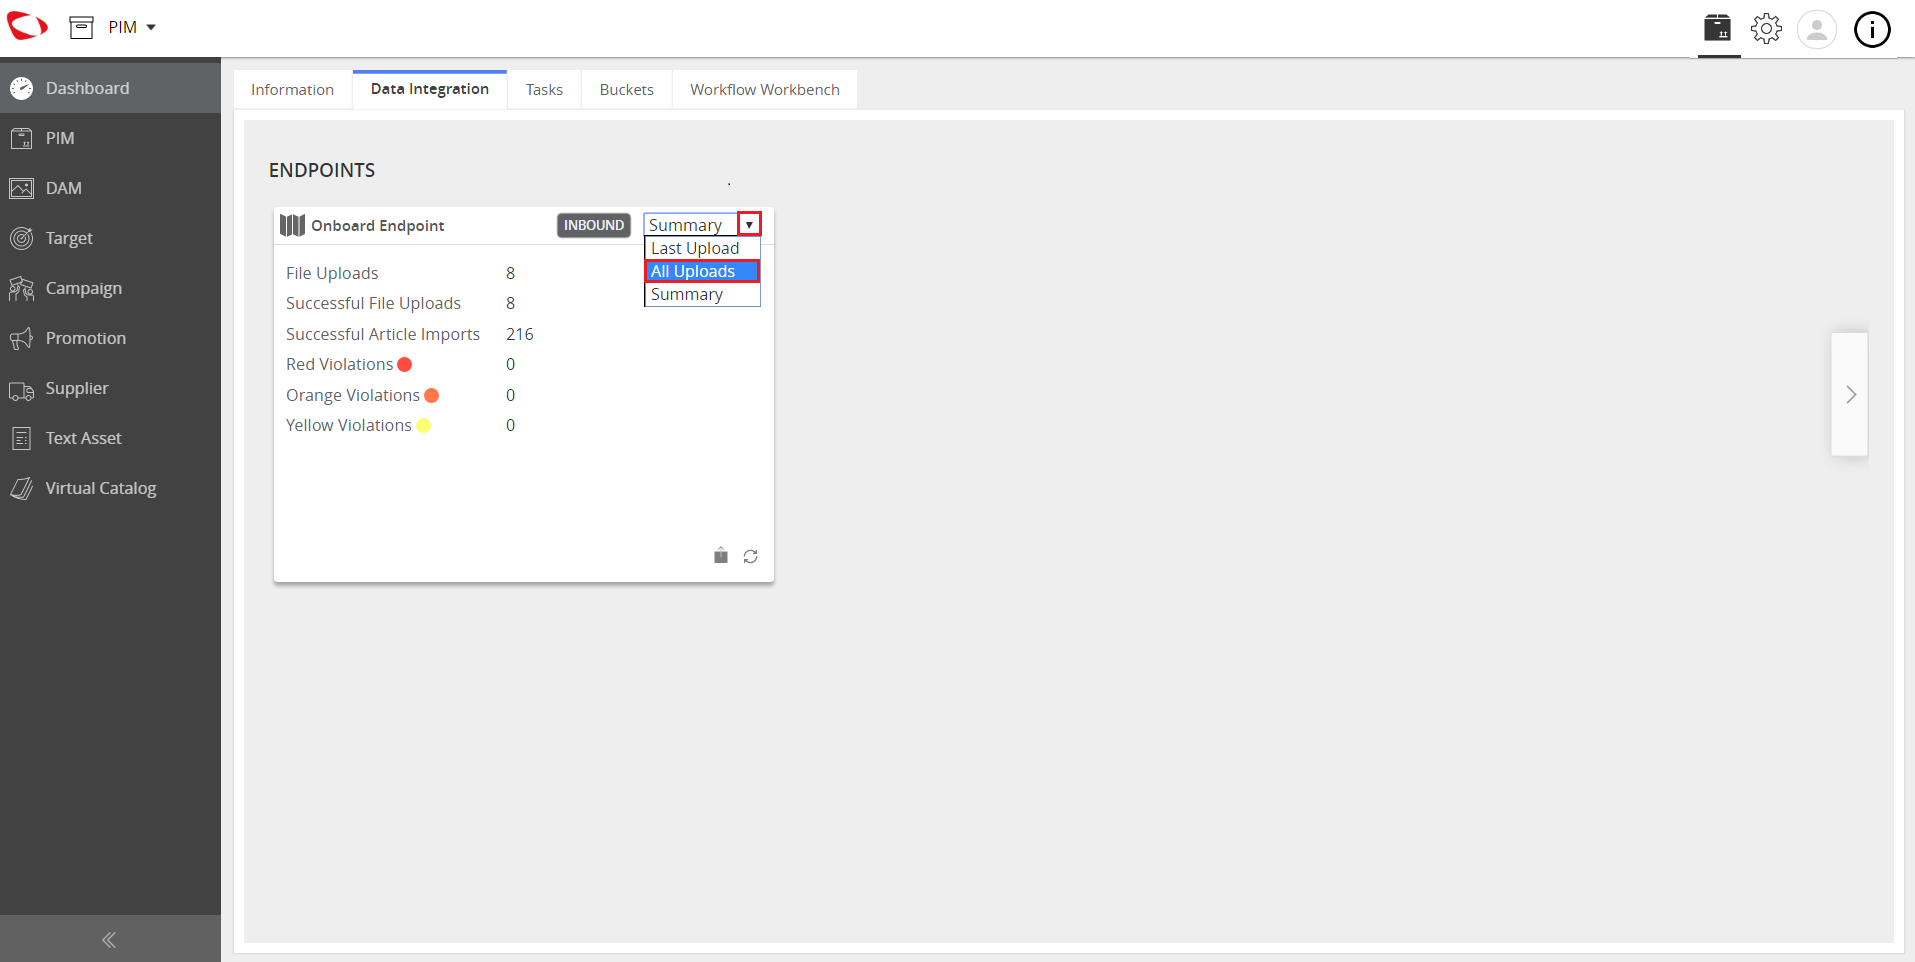 PIM
Dashboard
PIM
DAM
Target
Campaign
Promotion
Supplier
Text Asset
Virtual Catalog
Information
Data Integration
Tasks
Buckets
Workflow Workbench
ENDPOINTS
Onboard Endpoint
INBOUND
Summary
Last Upload
All Uploads
Summary
File Uploads 8
Successful File Uploads 8
Successful Article Imports 216
Red Violations 0
Orange Violations 0
Yellow Violations 0